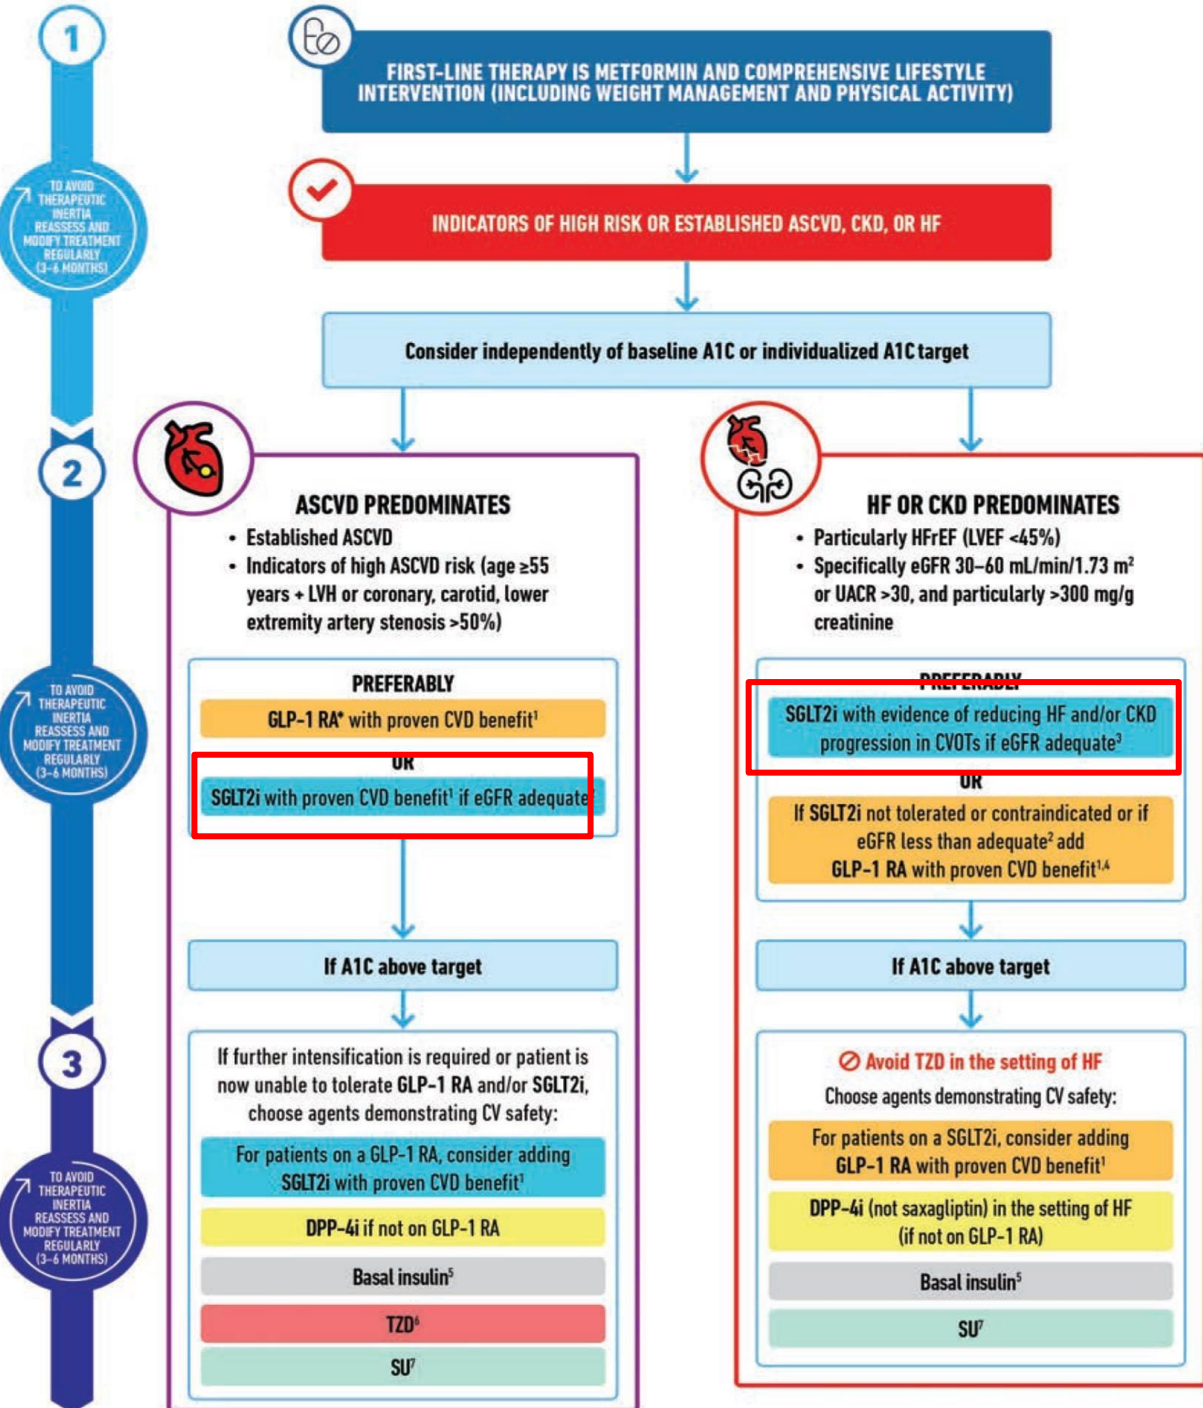 1
FIRST-LINE THERAPY IS METFORMIN AND COMPREHENSIVE LIFESTYLE
INTERVENTION (INCLUDING WEIGHT MANAGEMENT AND PHYSICAL ACTIVITY)
TO AVOID
THERAPEUTIC
INERTIA
REASSESS AND
MODIFY TREATMENT
REGULARLY
(3–6 MONTHS)
INDICATORS OF HIGH RISK OR ESTABLISHED ASCVD, CKD, OR HF
Consider independently of baseline A1C or individualized A1C target
2
ASCVD PREDOMINATES
• Established ASCVD
• Indicators of high ASCVD risk (age ≥55
years + LVH or coronary, carotid, lower
extremity artery stenosis >50%)
PREFERABLY
GLP-1 RA* with proven CVD benefit¹
OR
SGLT2i with proven CVD benefit¹ if eGFR adequate²
If A1C above target
HF OR CKD PREDOMINATES
• Particularly HFrEF (LVEF <45%)
• Specifically eGFR 30–60 mL/min/1.73 m²
or UACR >30, and particularly >300 mg/g
creatinine
PREFERABLY
SGLT2i with evidence of reducing HF and/or CKD
progression in CVOTs if eGFR adequate³
OR
If SGLT2i not tolerated or contraindicated or if
eGFR less than adequate² add
GLP-1 RA with proven CVD benefit¹,⁴
If A1C above target
TO AVOID
THERAPEUTIC
INERTIA
REASSESS AND
MODIFY TREATMENT
REGULARLY
(3–6 MONTHS)
3
If further intensification is required or patient is
now unable to tolerate GLP-1 RA and/or SGLT2i,
choose agents demonstrating CV safety:
For patients on a GLP-1 RA, consider adding
SGLT2i with proven CVD benefit¹
DPP-4i if not on GLP-1 RA
Basal insulin⁵
TZD⁶
SU⁷
Avoid TZD in the setting of HF
Choose agents demonstrating CV safety:
For patients on a SGLT2i, consider adding
GLP-1 RA with proven CVD benefit¹
DPP-4i (not saxagliptin) in the setting of HF
(if not on GLP-1 RA)
Basal insulin⁵
SU⁷
TO AVOID
THERAPEUTIC
INERTIA
REASSESS AND
MODIFY TREATMENT
REGULARLY
(3–6 MONTHS)